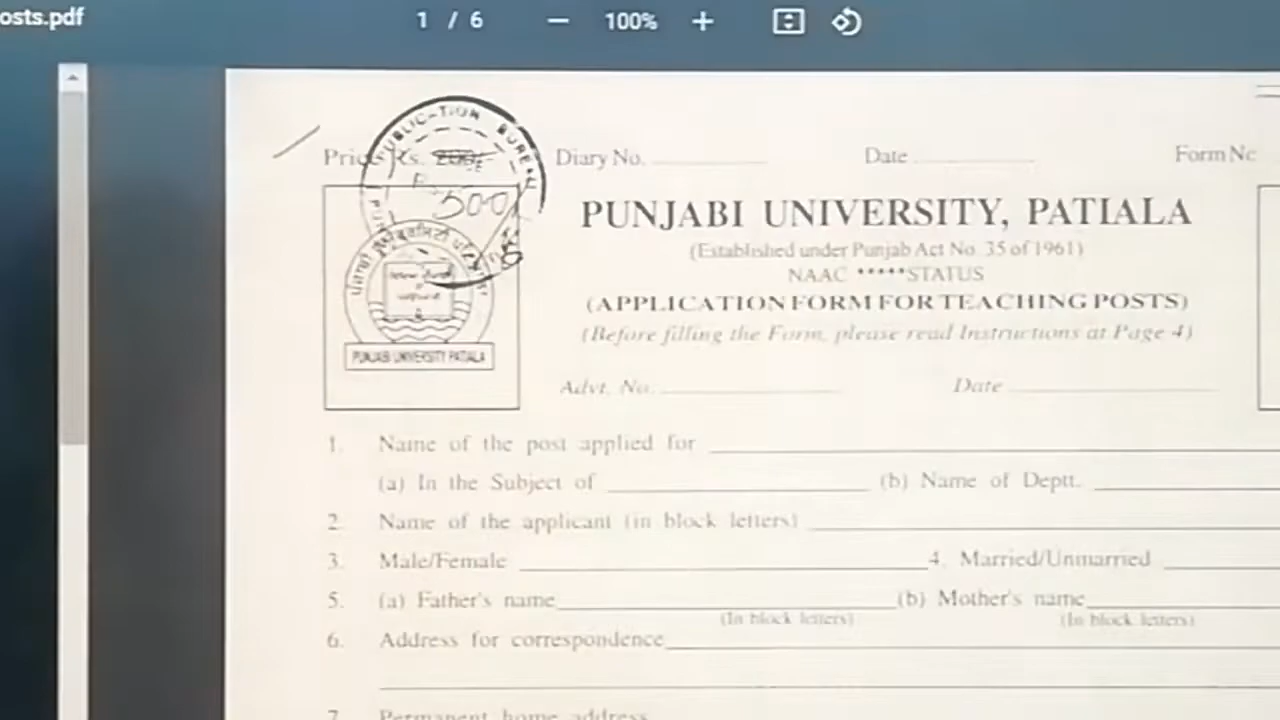 osts.pdf
1 / 6
100%
PUBLICATION BUREAU
Price Rs. 200/-
Rs. 500/-
Diary No.
Date
Form No
PUNJABI UNIVERSITY PATIALA
PUNJABI UNIVERSITY, PATIALA
(Established under Punjab Act No. 35 of 1961)
NAAC *****STATUS
(APPLICATION FORM FOR TEACHING POSTS)
(Before filling the Form, please read Instructions at Page 4)
Advt. No.
Date
1. Name of the post applied for
(a) In the Subject of
(b) Name of Deptt.
2. Name of the applicant (in block letters)
3. Male/Female
4. Married/Unmarried
5. (a) Father's name
(b) Mother's name
(In block letters)
(In block letters)
6. Address for correspondence
7. Permanent home address